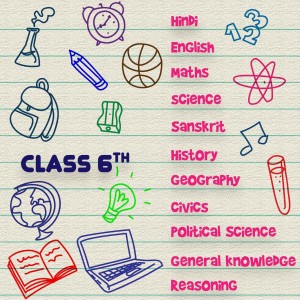 Hindi
123
English
Maths
science
Sanskrit
CLASS 6TH
History
GeoGraphy
Civics
Political Science
General knowledge
Reasoning